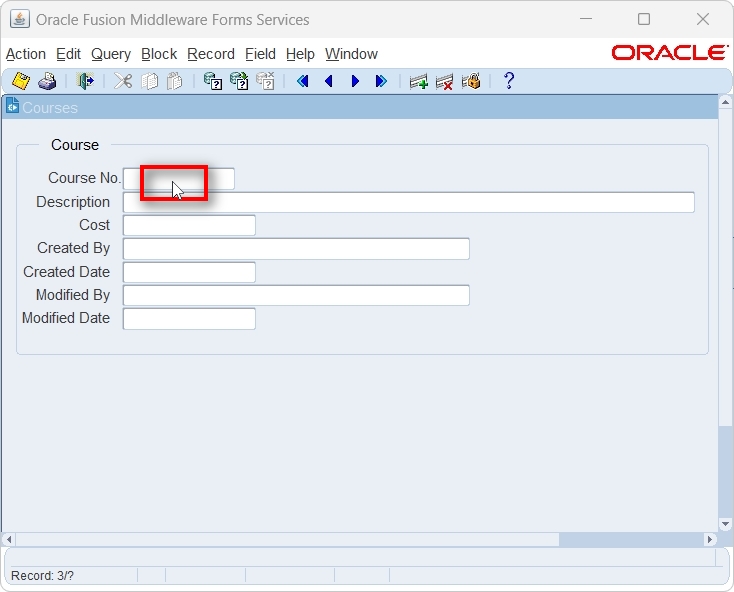 Oracle Fusion Middleware Forms Services
Action Edit Query Block Record Field Help Window
ORACLE
Courses
Course
Course No.
Description
Cost
Created By
Created Date
Modified By
Modified Date
Record: 3/?